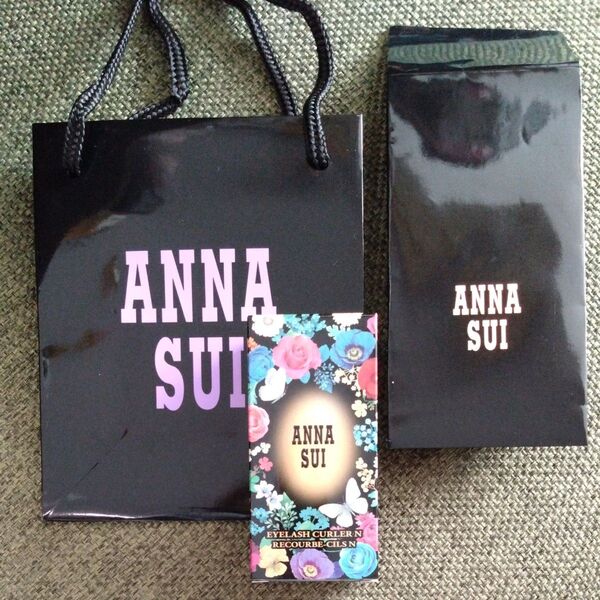 ANNA
SUI
ANNA
SUI
ANNA
SUI
EYELASH CURLER N
RECOURBE-CILS N